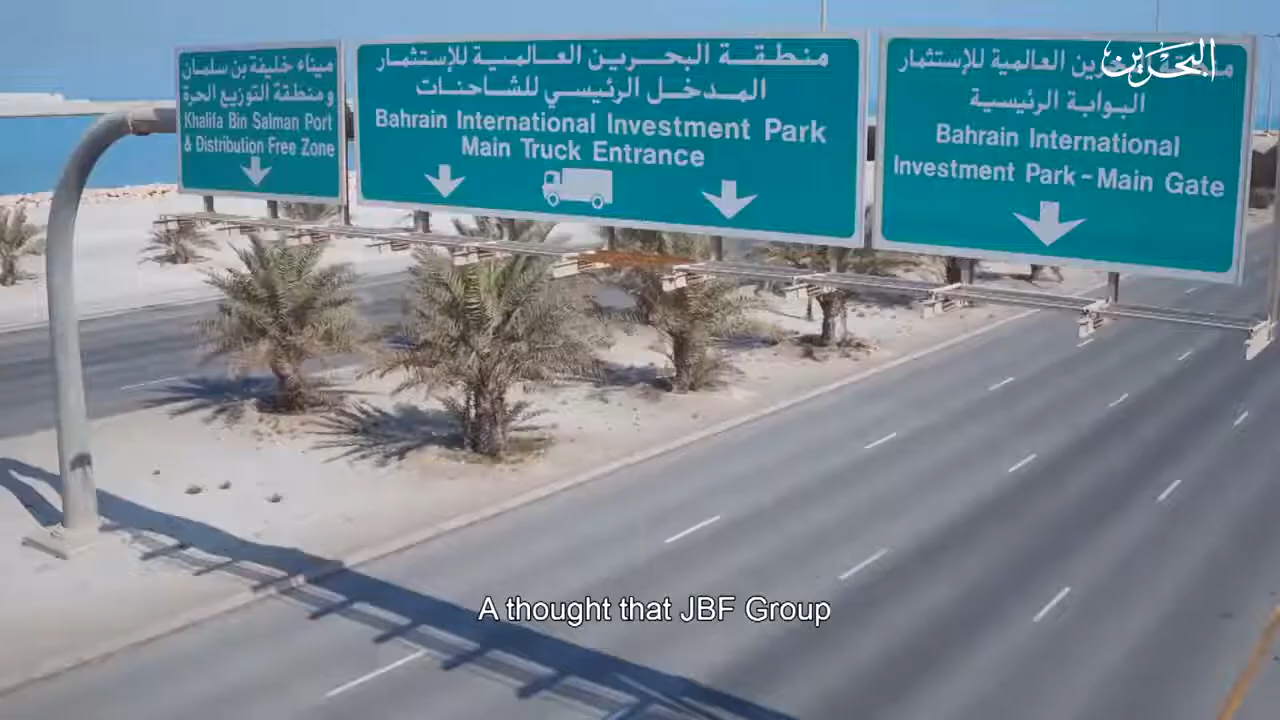 ميناء خليفة بن سلمان
ومنطقة التوزيع الحرة
Khalifa Bin Salman Port
& Distribution Free Zone
منطقة البحرين العالمية للإستثمار
المدخل الرئيسي للشاحنات
Bahrain International Investment Park
Main Truck Entrance
البحرين
رين العالمية للإستثمار
البوابة الرئيسية
Bahrain International
Investment Park - Main Gate
A thought that JBF Group